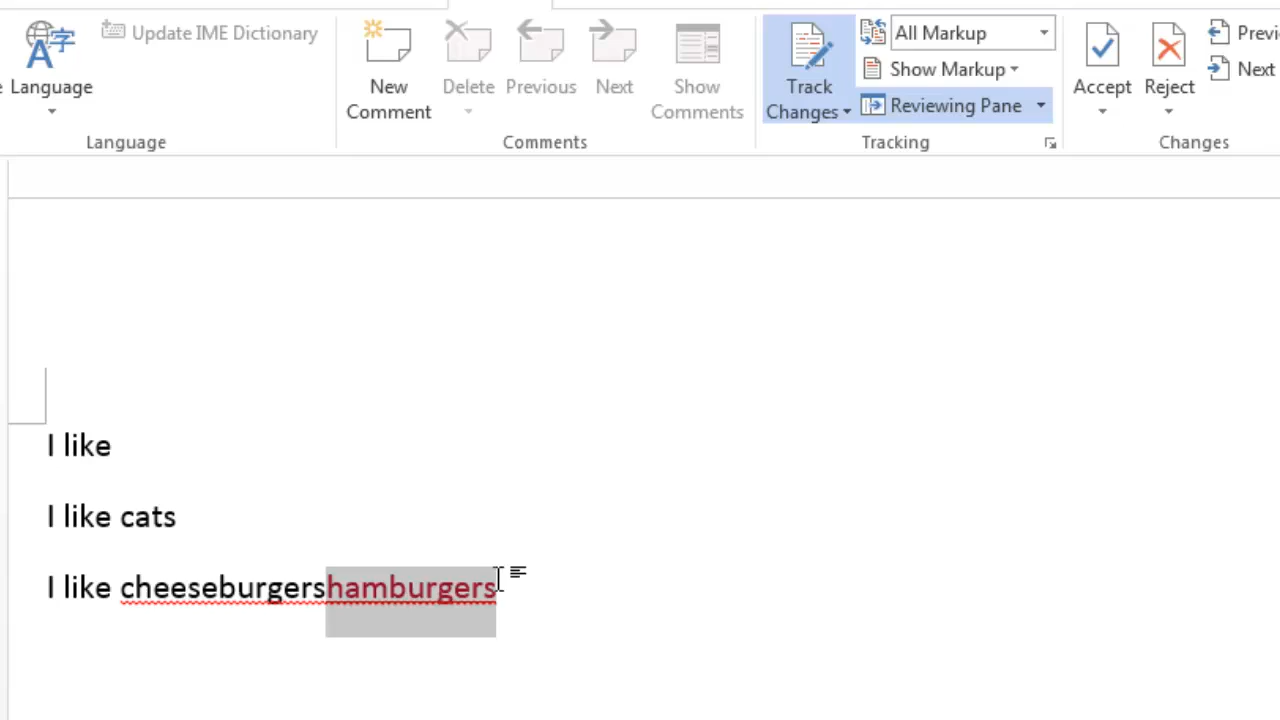 Update IME Dictionary
All Markup
Show Markup
e Language
New Comment
Delete
Previous
Next
Show Comments
Track Changes
Reviewing Pane
Accept
Reject
Previ
Next
Language
Comments
Tracking
Changes
I like
I like cats
I like cheeseburgershamburgers